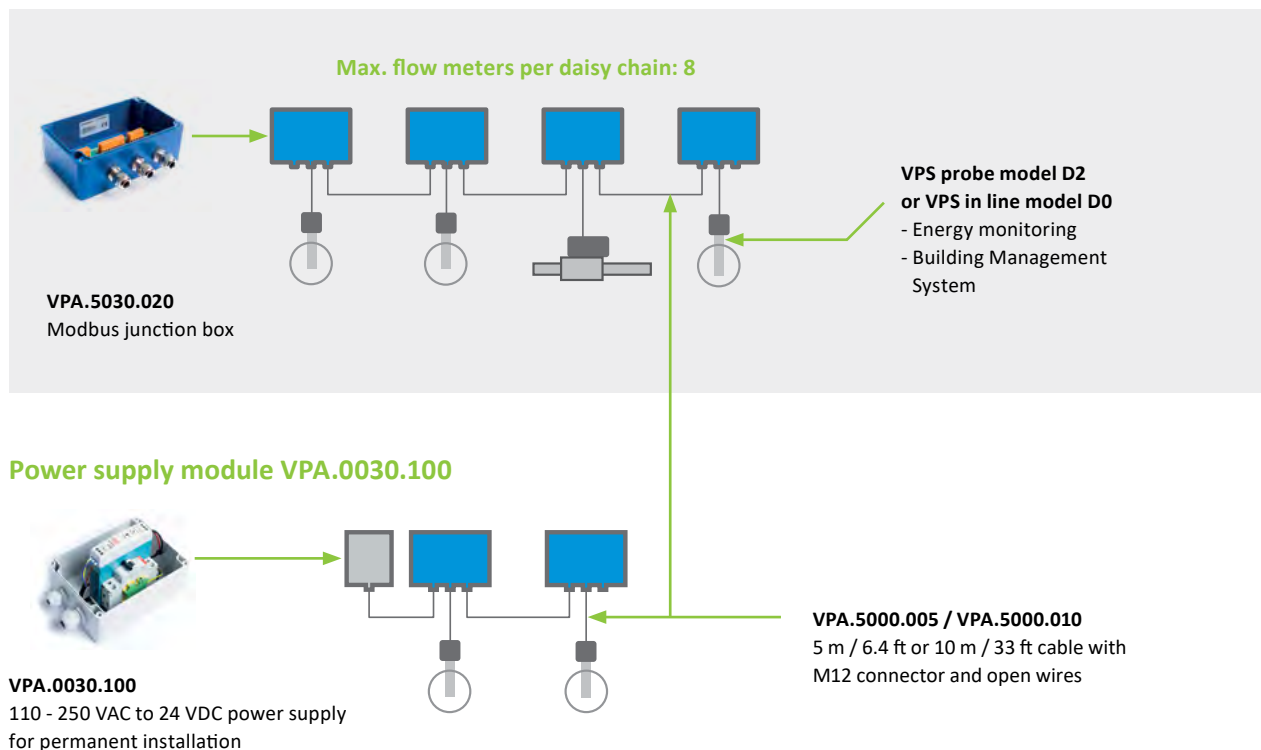 Max. flow meters per daisy chain: 8
VPS probe model D2
or VPS in line model D0
- Energy monitoring
- Building Management
System
VPA.5030.020
Modbus junction box
Power supply module VPA.0030.100
VPA.5000.005 / VPA.5000.010
5 m / 6.4 ft or 10 m / 33 ft cable with
M12 connector and open wires
VPA.0030.100
110 - 250 VAC to 24 VDC power supply
for permanent installation